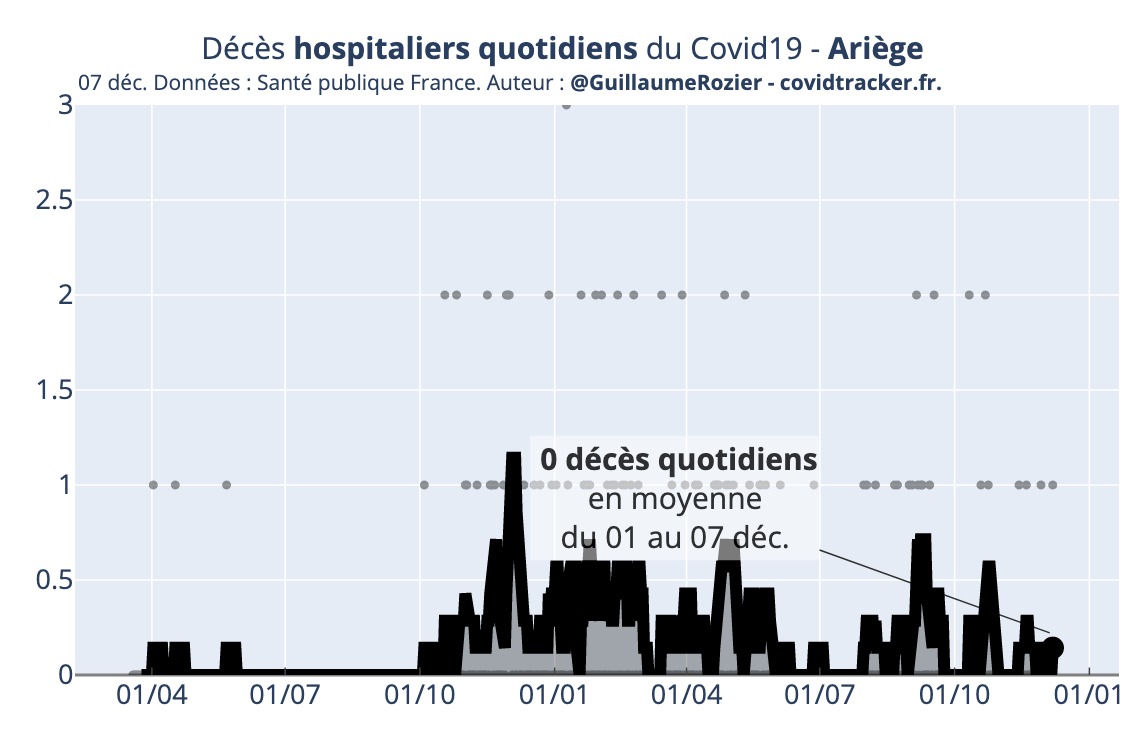 Décès hospitaliers quotidiens du Covid19 - Ariège
07 déc. Données : Santé publique France. Auteur : @GuillaumeRozier - covidtracker.fr.
3
2.5
2
1.5
1
0.5
0
0 décès quotidiens
en moyenne
du 01 au 07 déc.
01/04 01/07 01/10 01/01 01/04 01/07 01/10 01/01